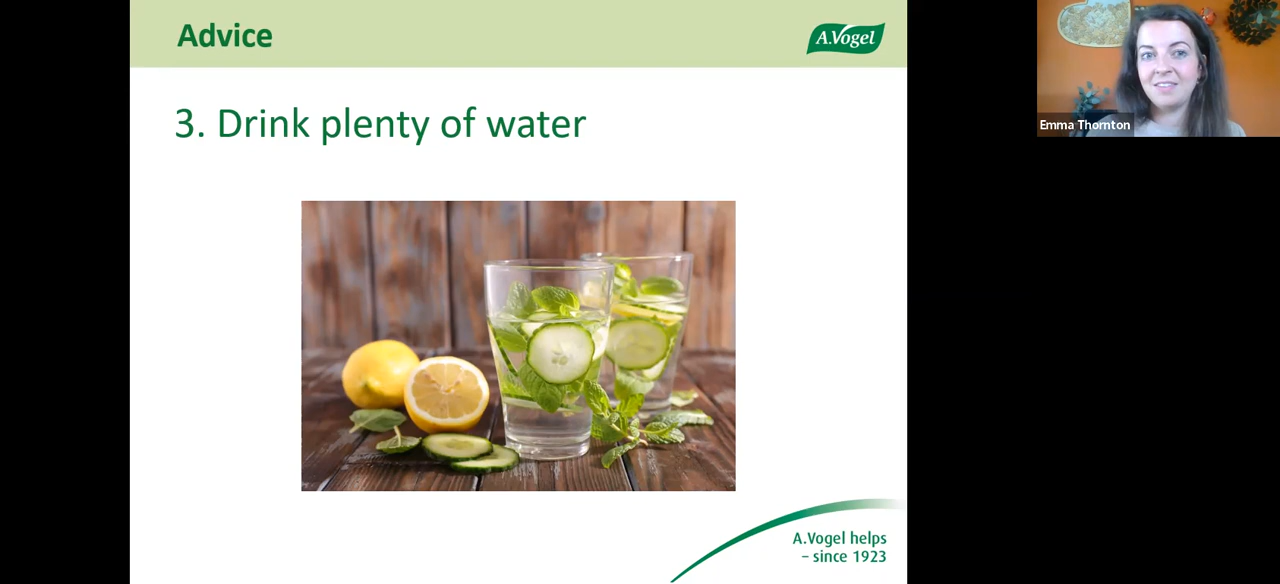 Advice
A.Vogel
Emma Thornton
3. Drink plenty of water
A.Vogel helps
– since 1923